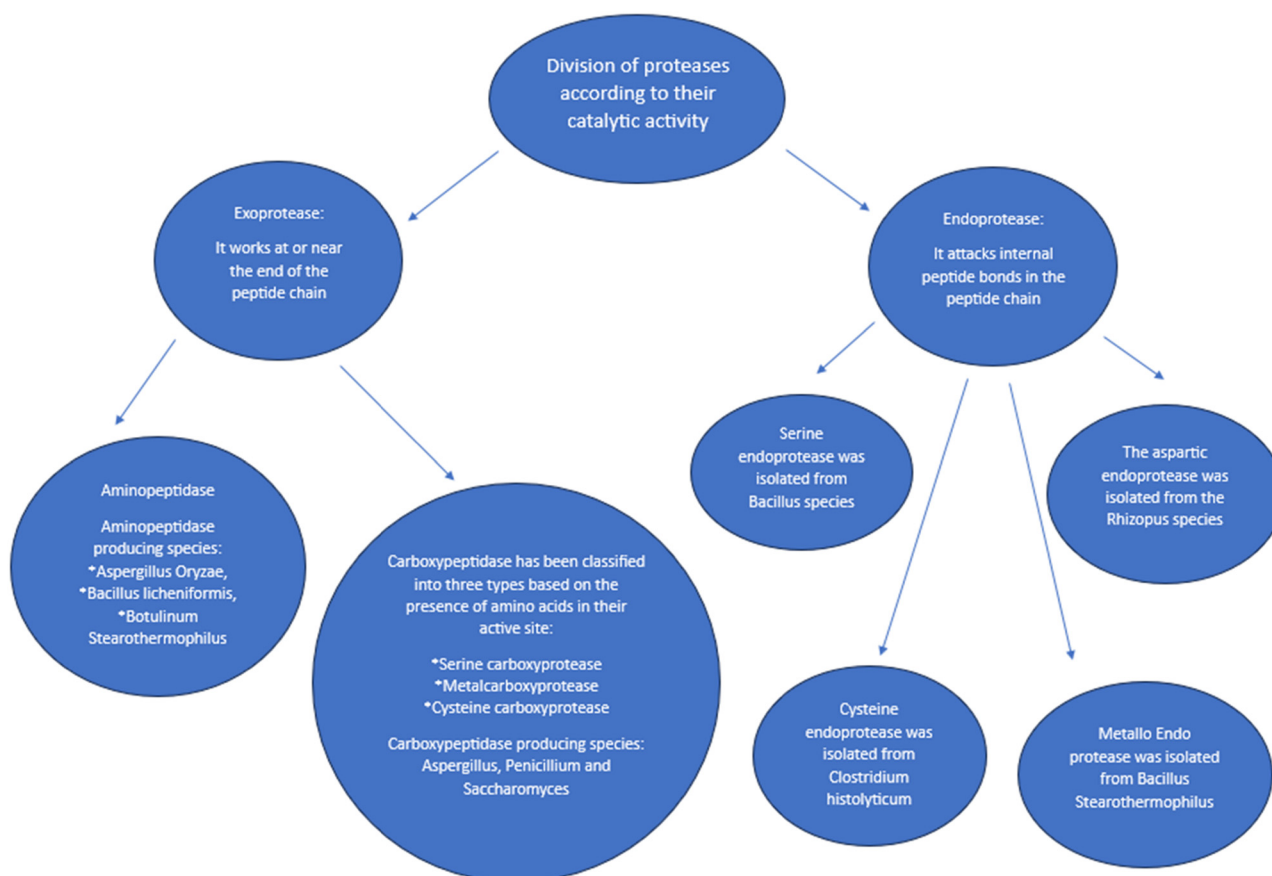 Division of proteases
according to their
catalytic activity
Exoprotease:
It works at or near
the end of the
peptide chain
Endoprotease:
It attacks internal
peptide bonds in the
peptide chain
Aminopeptidase
Aminopeptidase
producing species:
*Aspergillus Oryzae,
*Bacillus licheniformis,
*Botulinum
Stearothermophilus
Carboxypeptidase has been classified
into three types based on the
presence of amino acids in their
active site:
*Serine carboxyprotease
*Metalcarboxyprotease
*Cysteine carboxyprotease
Carboxypeptidase producing species:
Aspergillus, Penicillium and
Saccharomyces
Serine
endoprotease was
isolated from
Bacillus species
The aspartic
endoprotease was
isolated from the
Rhizopus species
Cysteine
endoprotease was
isolated from
Clostridium
histolyticum
Metallo Endo
protease was isolated
from Bacillus
Stearothermophilus